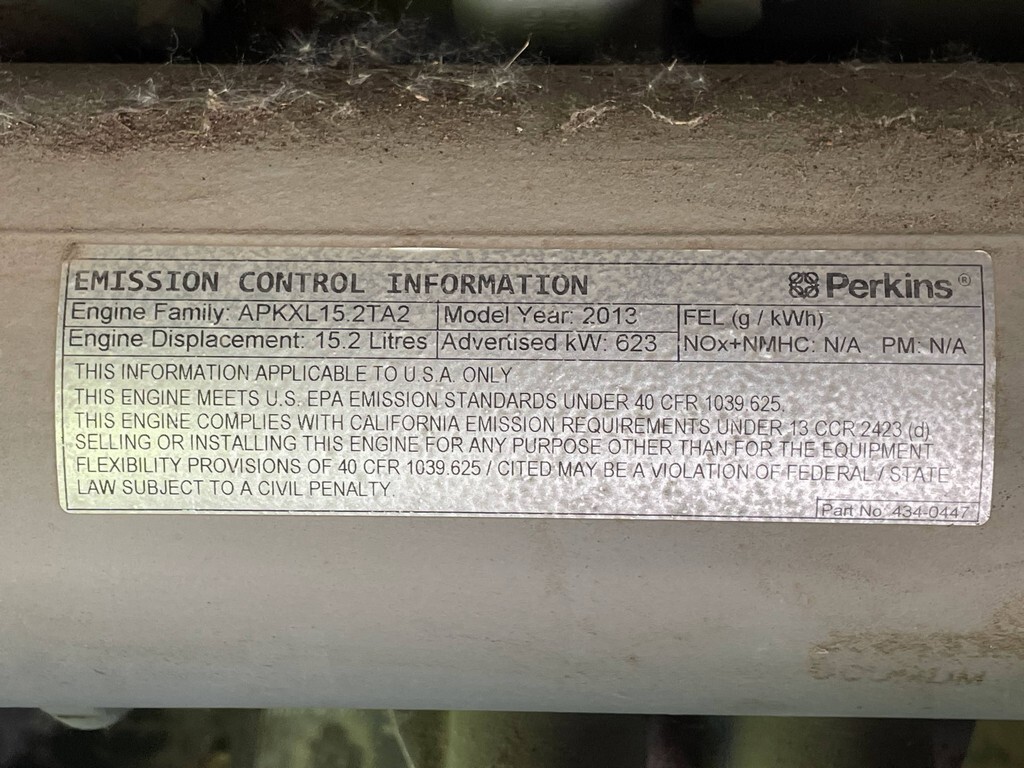 EMISSION CONTROL INFORMATION Perkins®
Engine Family: APKXL15.2TA2 Model Year: 2013 FEL (g / kWh)
Engine Displacement: 15.2 Litres Advertised kW: 623 NOx+NMHC: N/A PM: N/A
THIS INFORMATION APPLICABLE TO U.S.A. ONLY
THIS ENGINE MEETS U.S. EPA EMISSION STANDARDS UNDER 40 CFR 1039.625.
THIS ENGINE COMPLIES WITH CALIFORNIA EMISSION REQUIREMENTS UNDER 13 CCR 2423 (d)
SELLING OR INSTALLING THIS ENGINE FOR ANY PURPOSE OTHER THAN FOR THE EQUIPMENT
FLEXIBILITY PROVISIONS OF 40 CFR 1039.625 / CITED MAY BE A VIOLATION OF FEDERAL / STATE
LAW SUBJECT TO A CIVIL PENALTY.
Part No: 434-0447